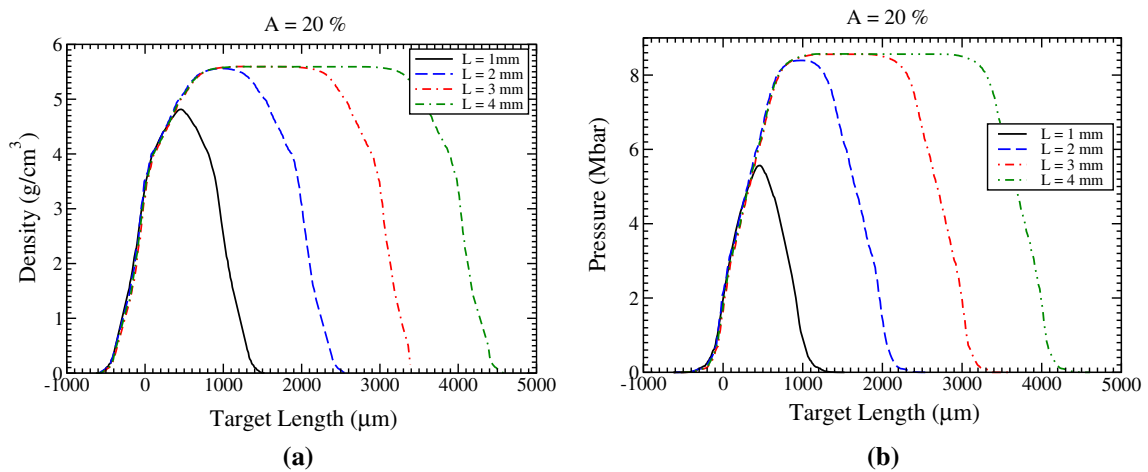 A = 20 %
6
5
4
3
2
1
0
Density (g/cm³)
L = 1mm
L = 2 mm
L = 3 mm
L = 4 mm
-1000 0 1000 2000 3000 4000 5000
Target Length (μm)
(a)
A = 20 %
8
6
4
2
0
Pressure (Mbar)
L = 1 mm
L = 2 mm
L = 3 mm
L = 4 mm
-1000 0 1000 2000 3000 4000 5000
Target Length (μm)
(b)